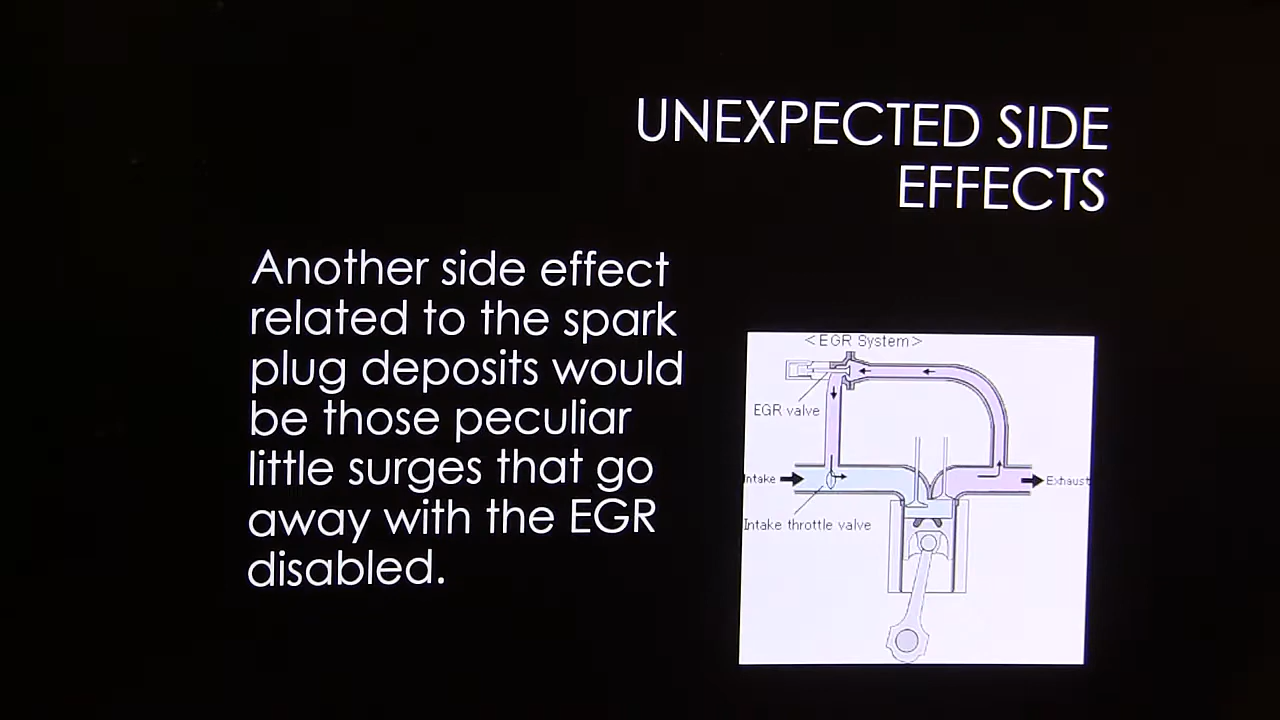 UNEXPECTED SIDE
EFFECTS
Another side effect
related to the spark
plug deposits would
be those peculiar
little surges that go
away with the EGR
disabled.
<EGR System>
EGR valve
Intake
Exhaust
Intake throttle valve